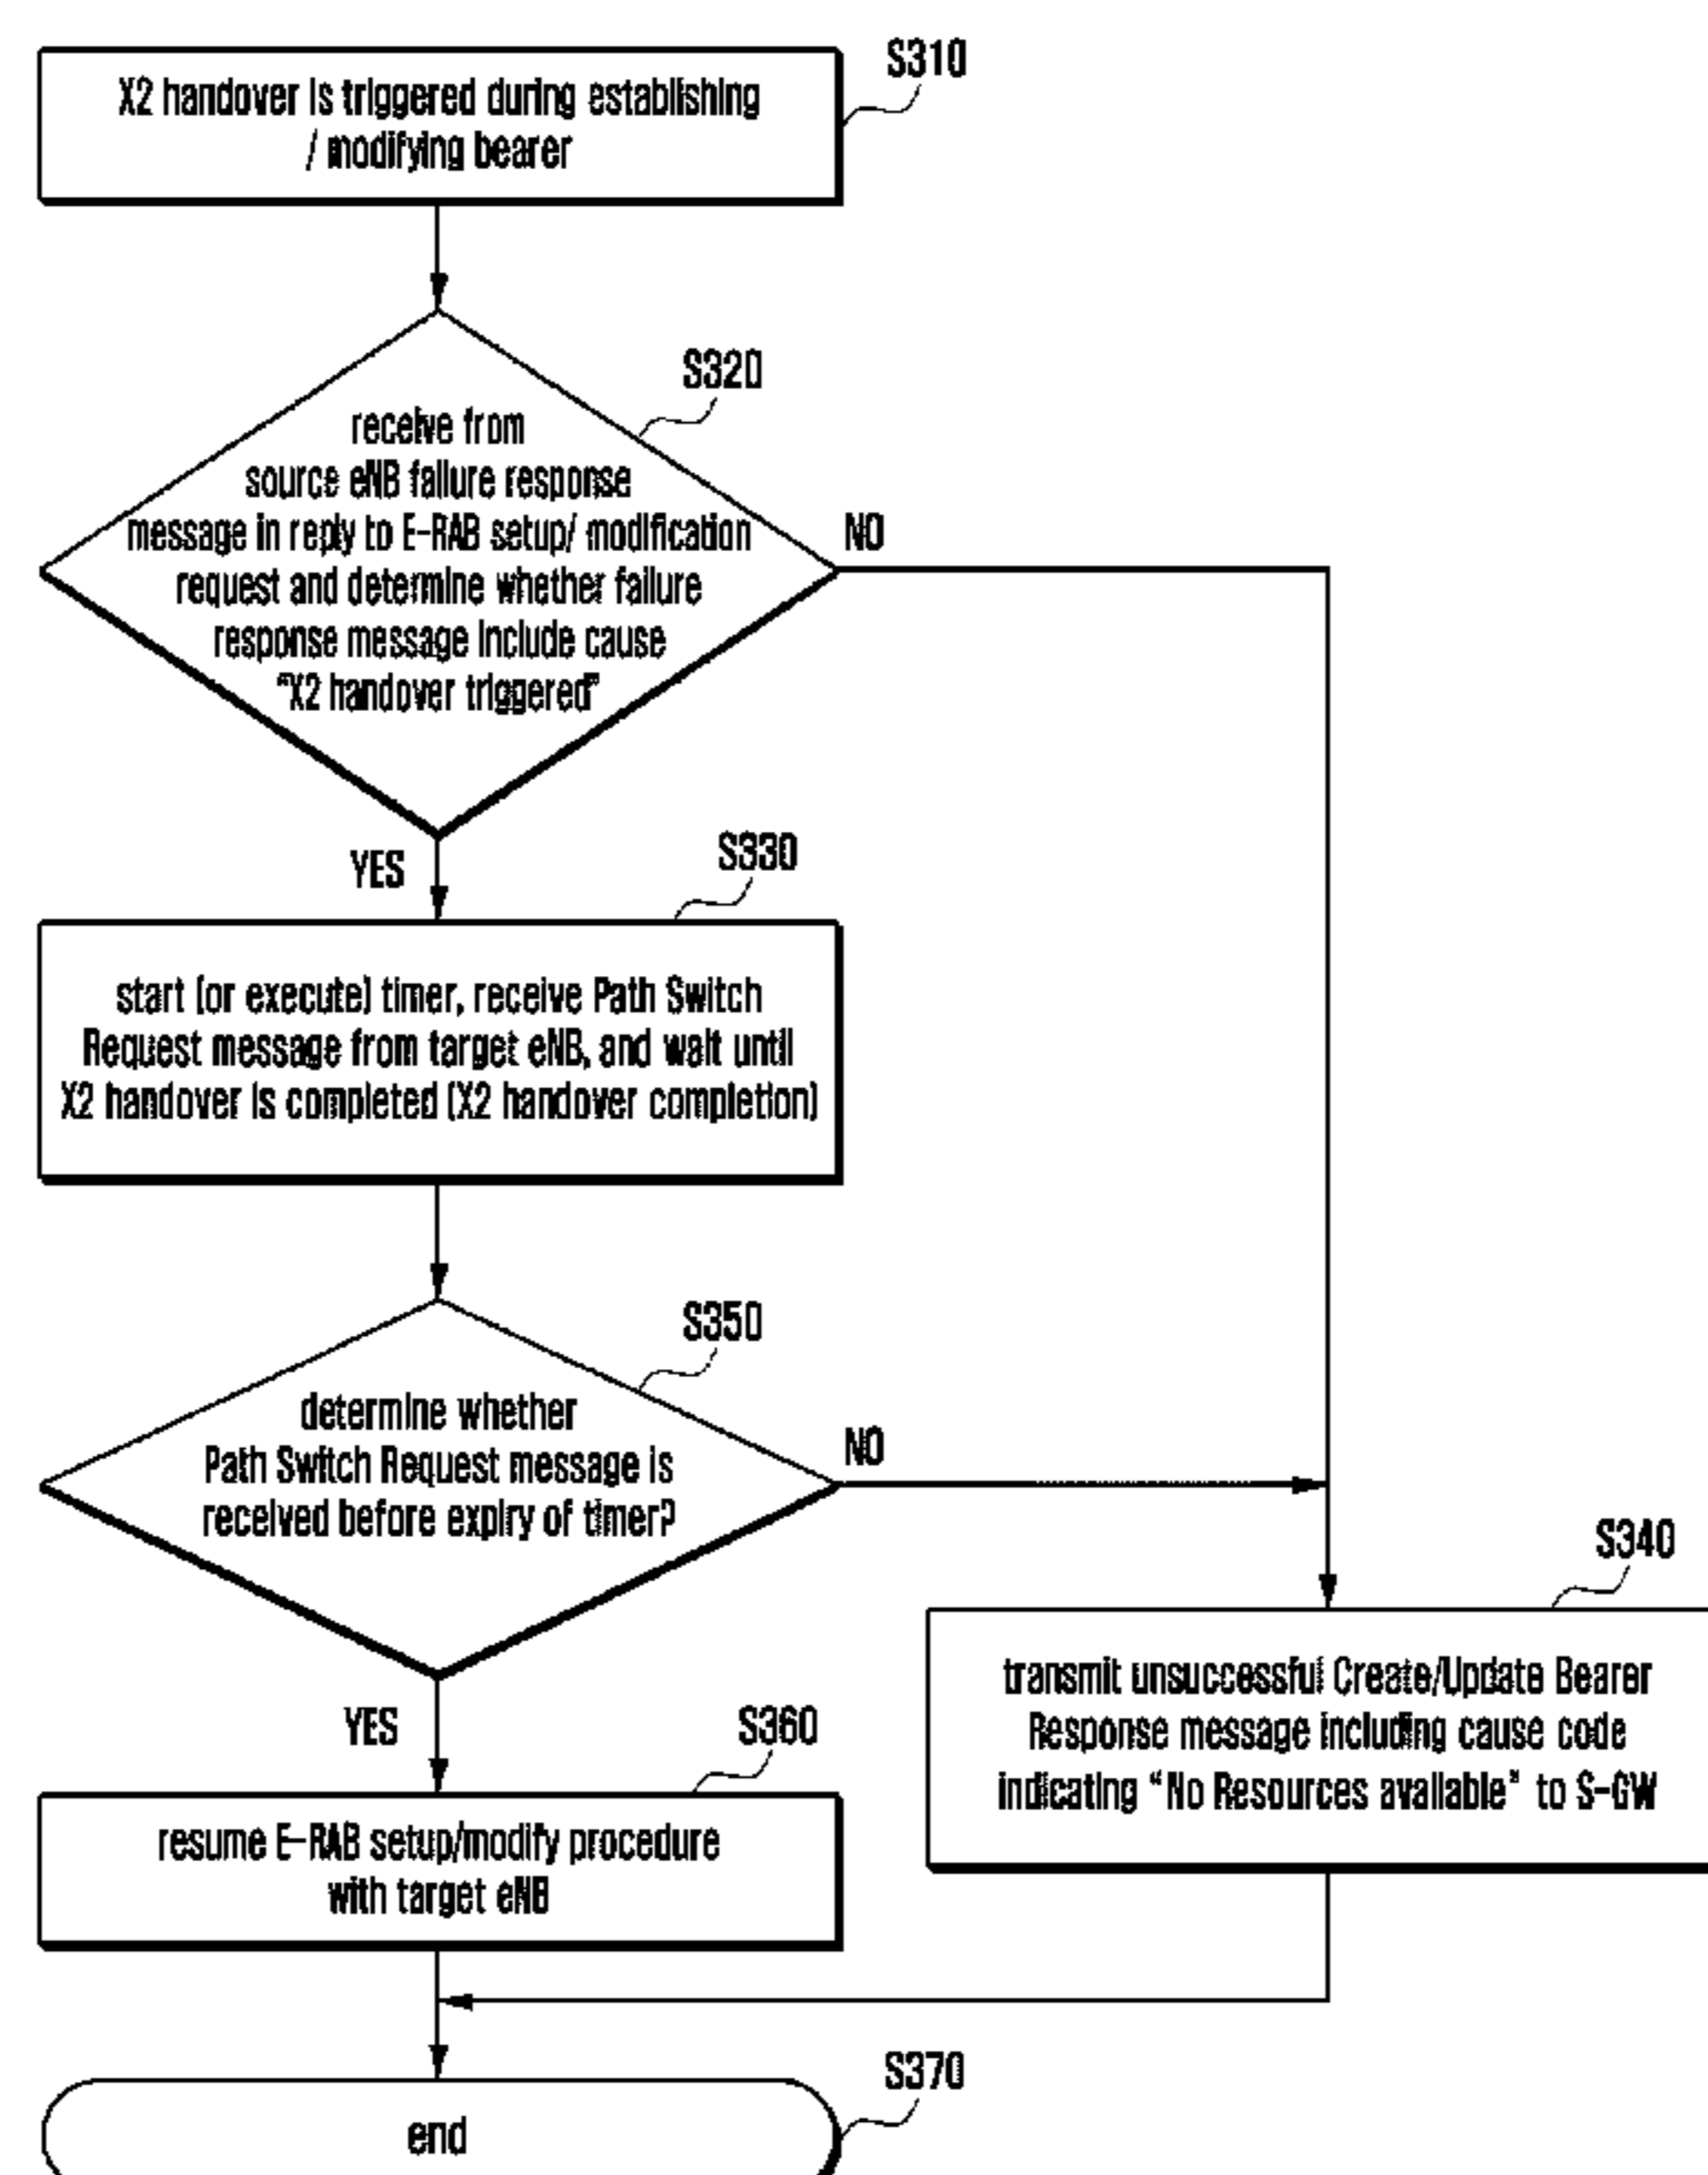 S310
X2 handover is triggered during establishing
/ modifying bearer
S320
receive from
source eNB failure response
message in reply to E-RAB setup/ modification
request and determine whether failure
response message include cause
"X2 handover triggered"
NO
YES
S330
start (or execute) timer, receive Path Switch
Request message from target eNB, and wait until
X2 handover is completed (X2 handover completion)
S350
determine whether
Path Switch Request message is
received before expiry of timer?
NO
S340
transmit unsuccessful Create/Update Bearer
Response message including cause code
indicating "No Resources available" to S-GW
YES
S360
resume E-RAB setup/modify procedure
with target eNB
S370
end